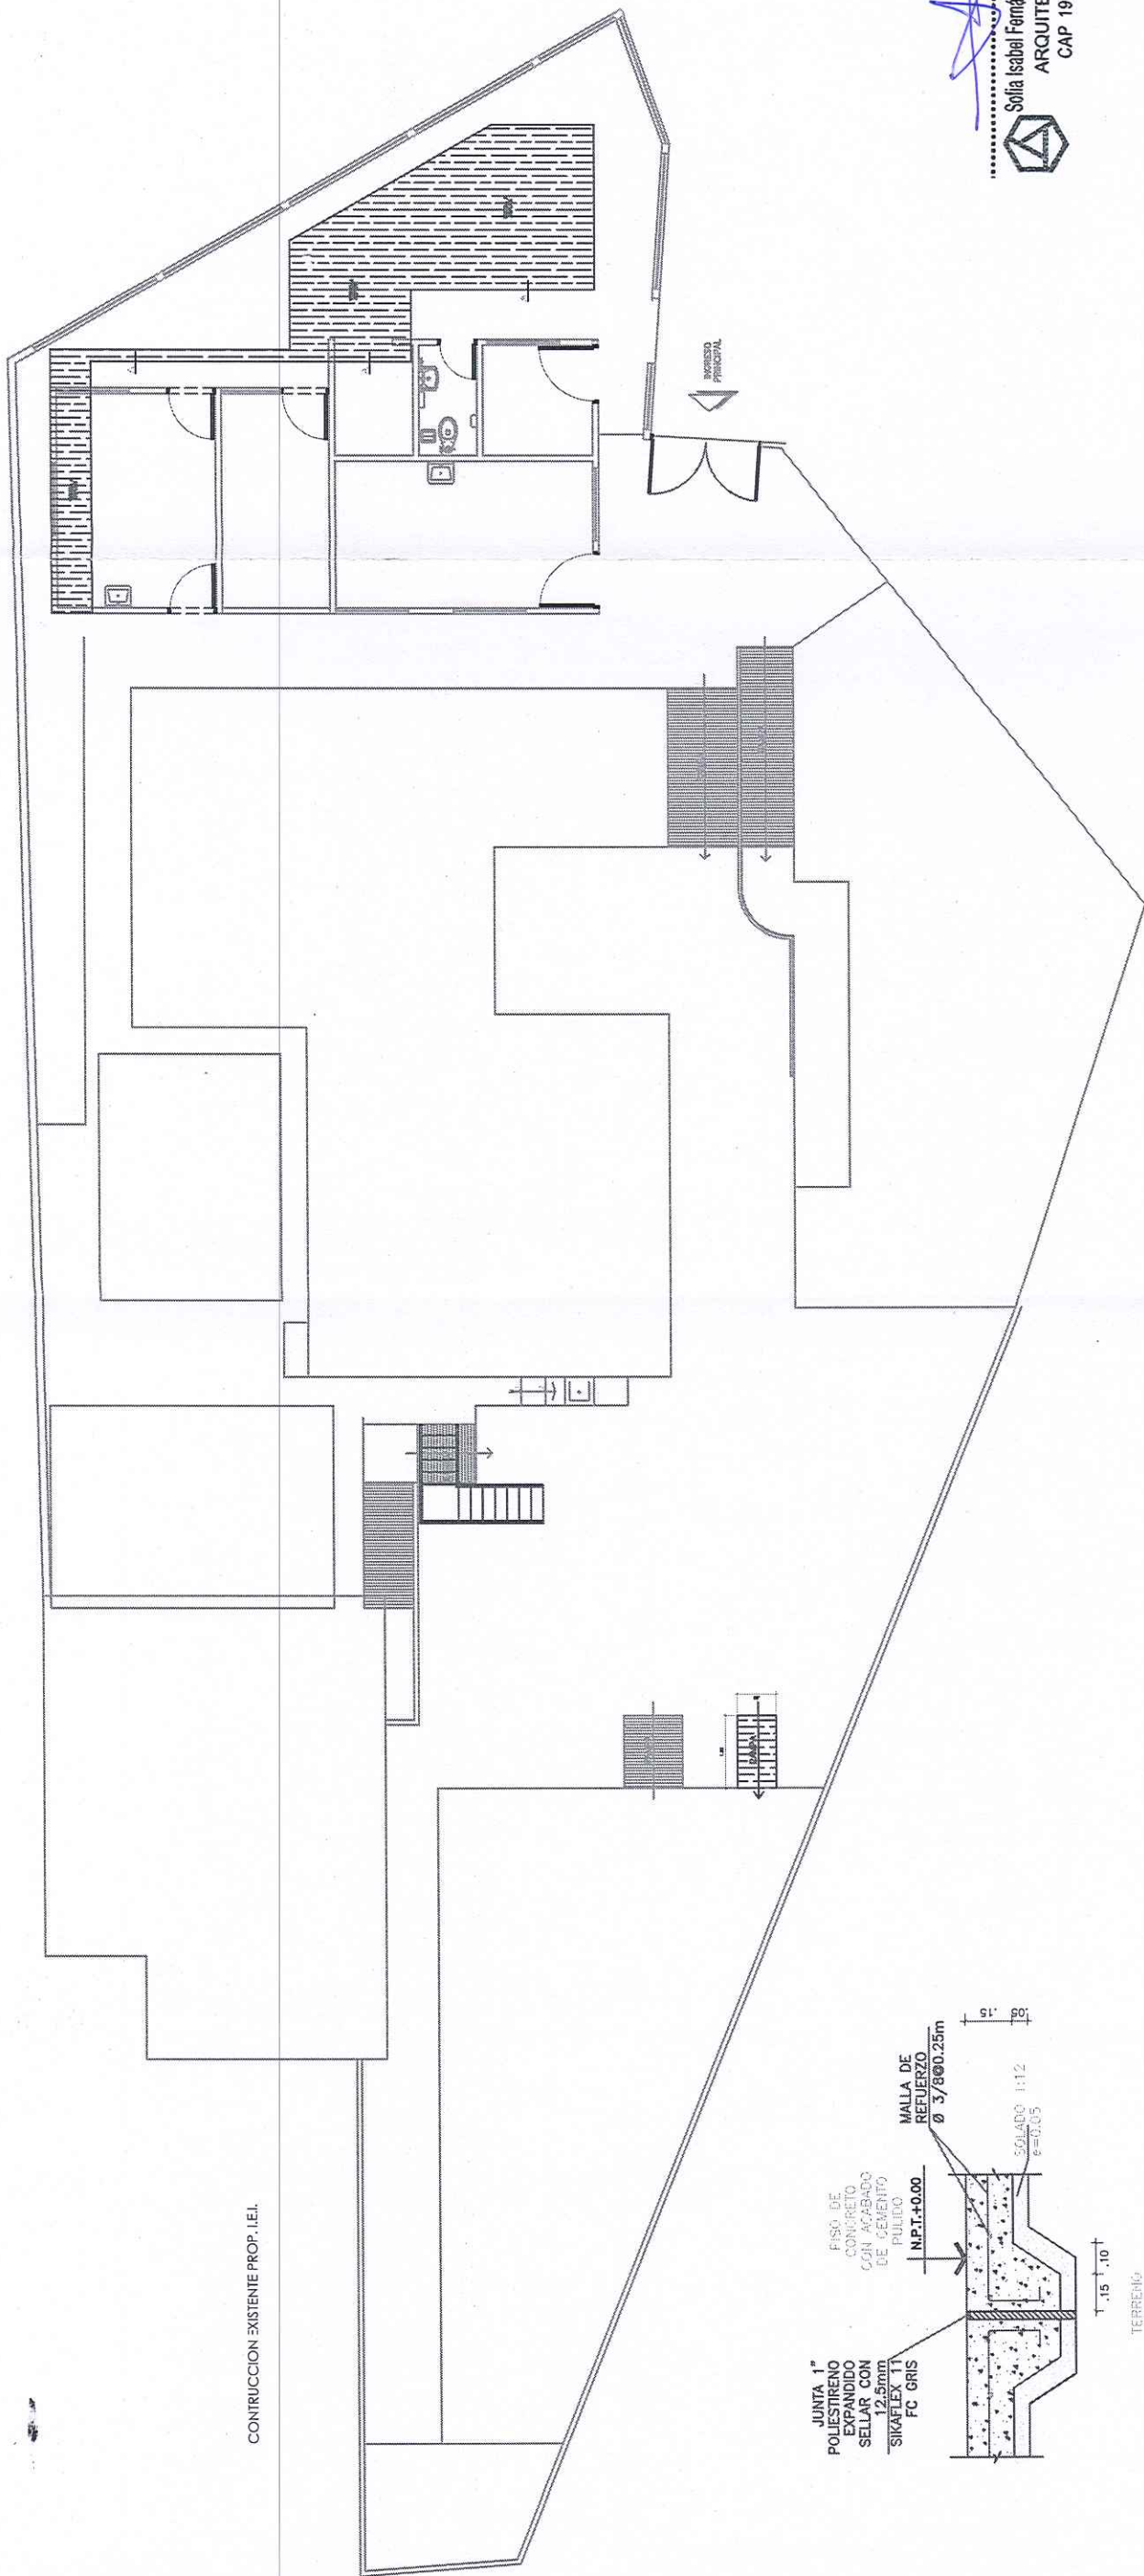 Sofia Isabel Ferná
ARQUITE
CAP 19
INGRESO
PRINCIPAL
RAMPA
CONTRUCCION EXISTENTE PROP. I.E.I.
JUNTA 1"
POLIESTIRENO
EXPANDIDO
SELLAR CON
12.5mm
SIKAFLEX 11
FC GRIS
PISO DE
CONCRETO
CON ACABADO
DE CEMENTO
PULIDO
N.P.T.+0.00
MALLA DE
REFUERZO
Ø 3/8@0.25m
SOLADO 1:12
e=0.05
.15
.05
.15
.10
TERRENO